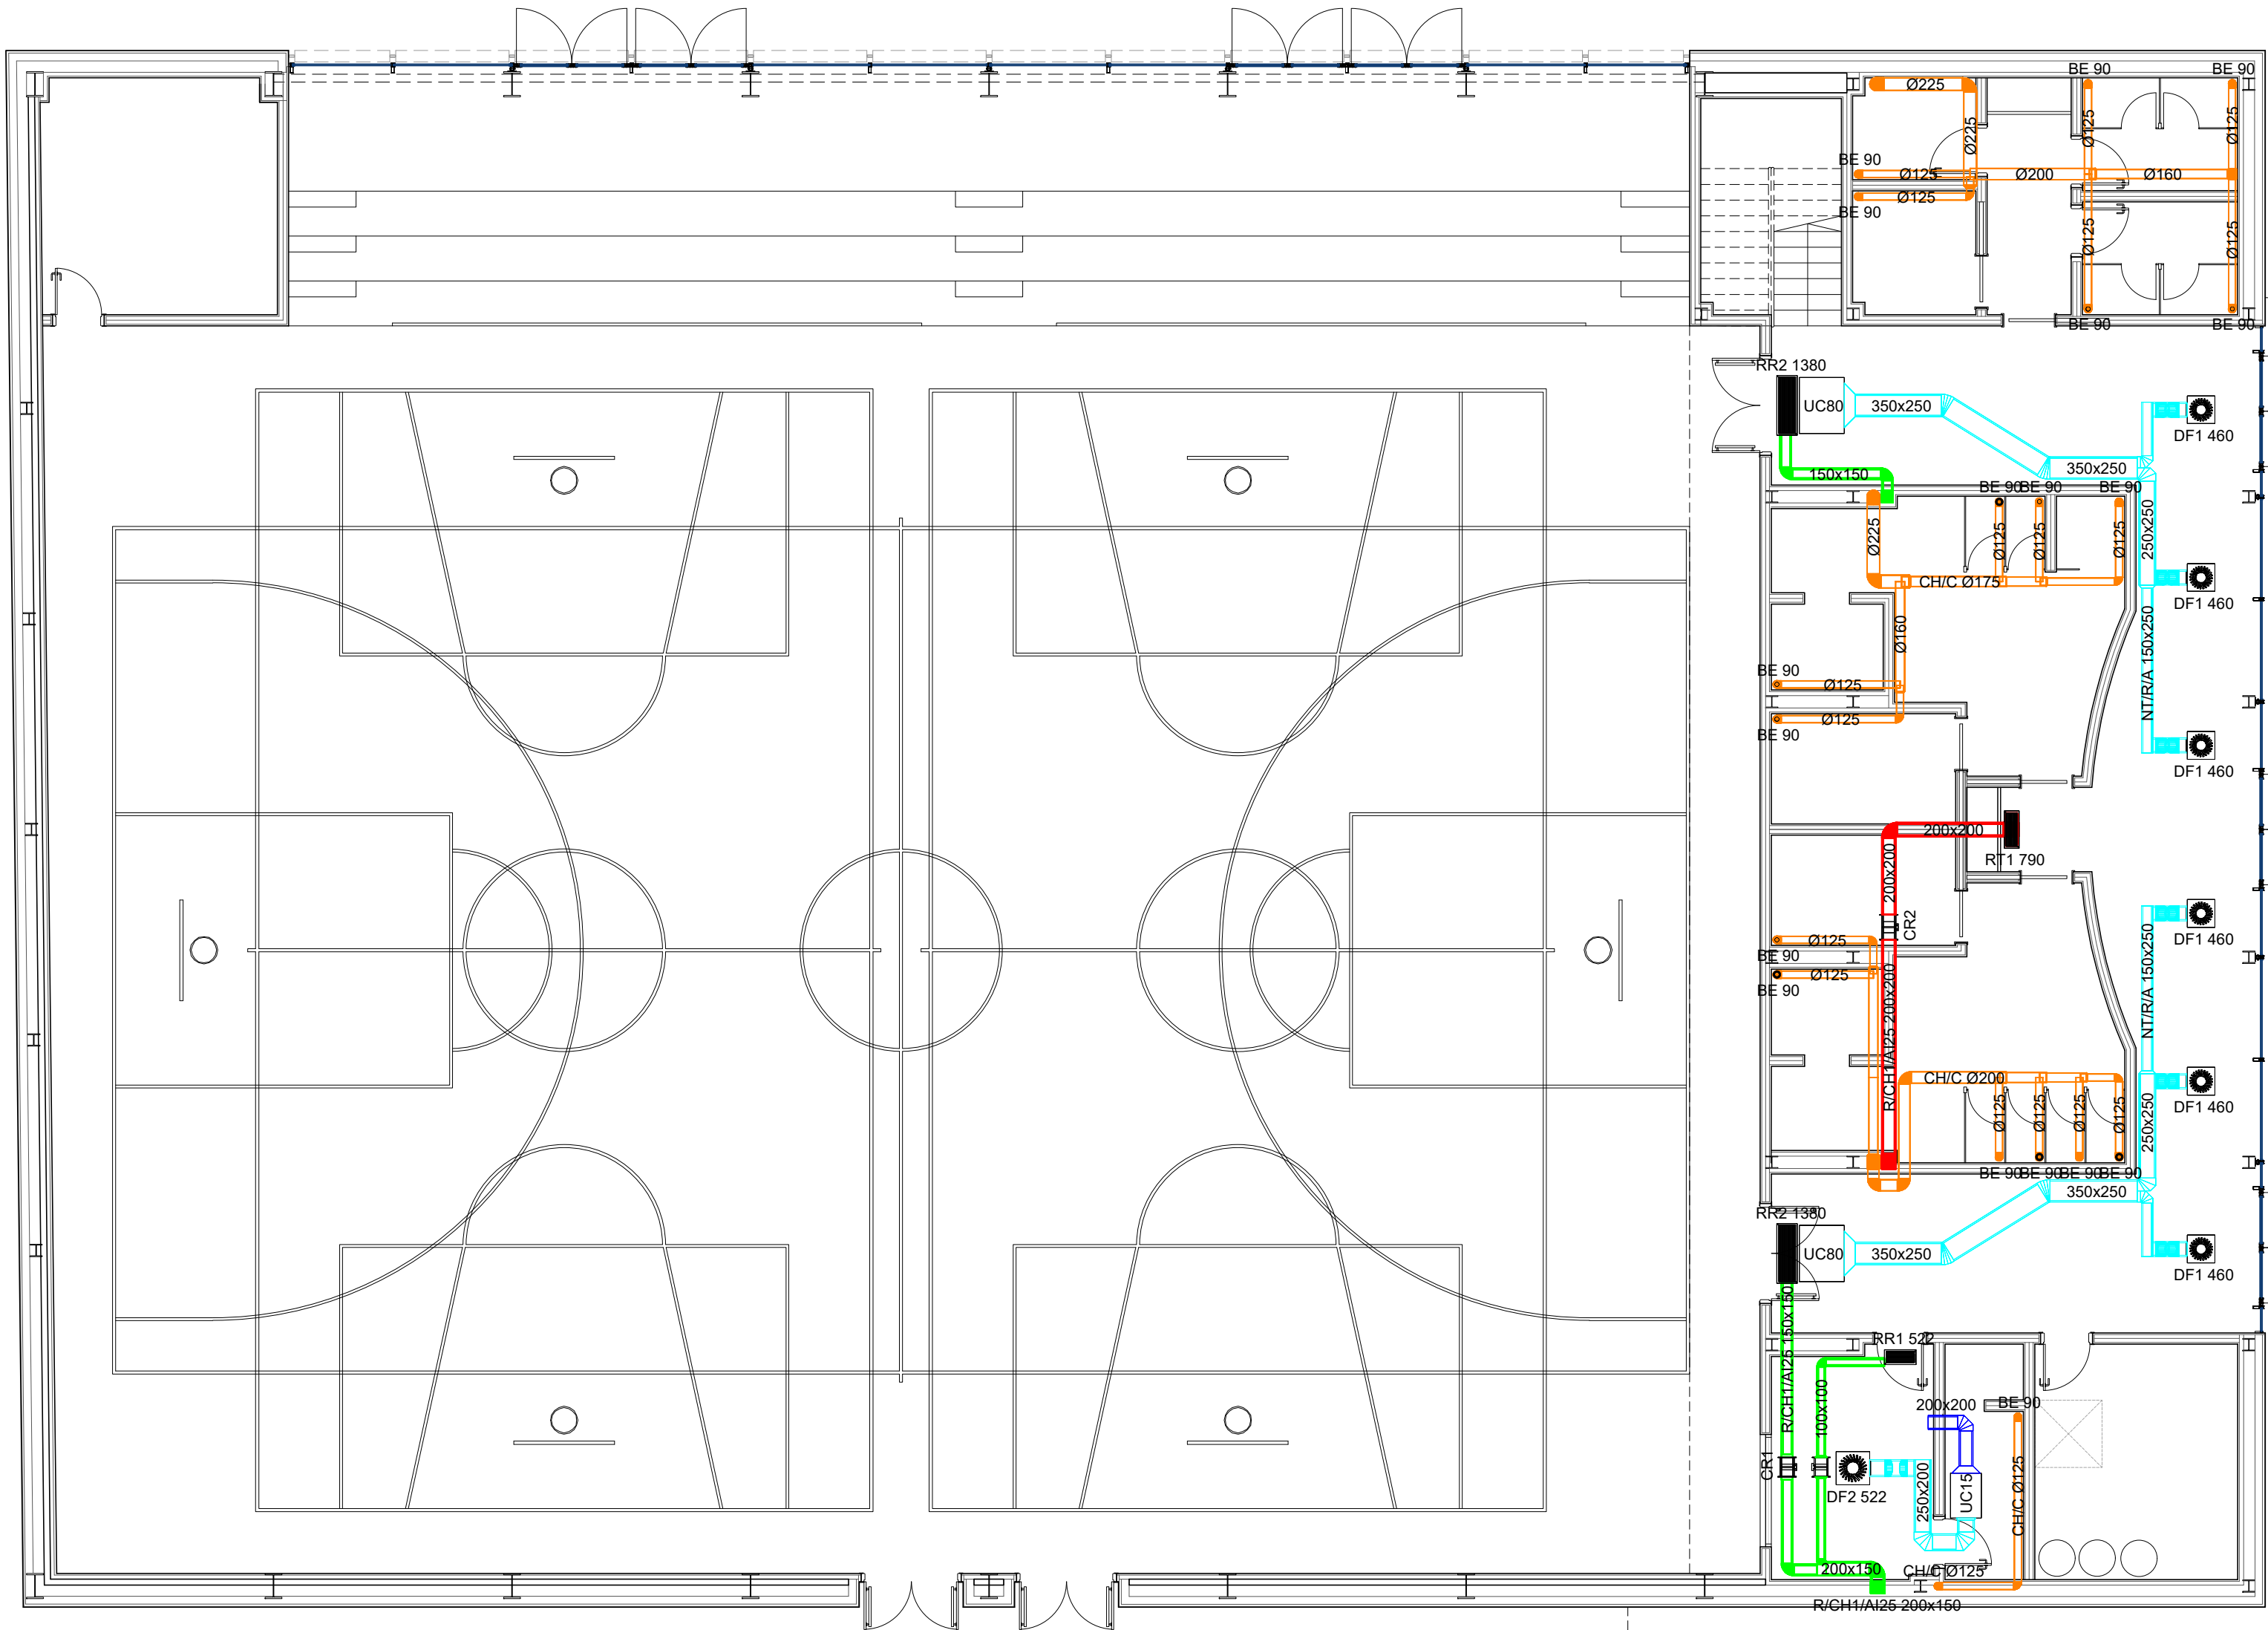 BE 90
BE 90
Ø225
Ø225
Ø125
Ø125
BE 90
Ø125
Ø200
Ø160
Ø125
BE 90
Ø125
Ø125
BE 90
BE 90
RR2 1380
UC80
350x250
DF1 460
150x150
350x250
BE 90
BE 90
BE 90
Ø225
Ø125
Ø125
Ø125
250x250
CH/C Ø175
DF1 460
Ø160
NT/R/A 150x250
BE 90
Ø125
Ø125
BE 90
DF1 460
200x200
RT1 790
200x200
CR2
DF1 460
Ø125
BE 90
Ø125
BE 90
R/CH1/AI25 200x200
NT/R/A 150x250
CH/C Ø200
DF1 460
Ø125
Ø125
Ø125
Ø125
250x250
BE 90
BE 90
BE 90
BE 90
350x250
RR2 1380
UC80
350x250
DF1 460
R/CH1/AI25 150x150
RR1 522
100x100
200x200
BE 90
CR1
DF2 522
250x200
UC15
CH/C Ø125
200x150
CH/C Ø125
R/CH1/AI25 200x150